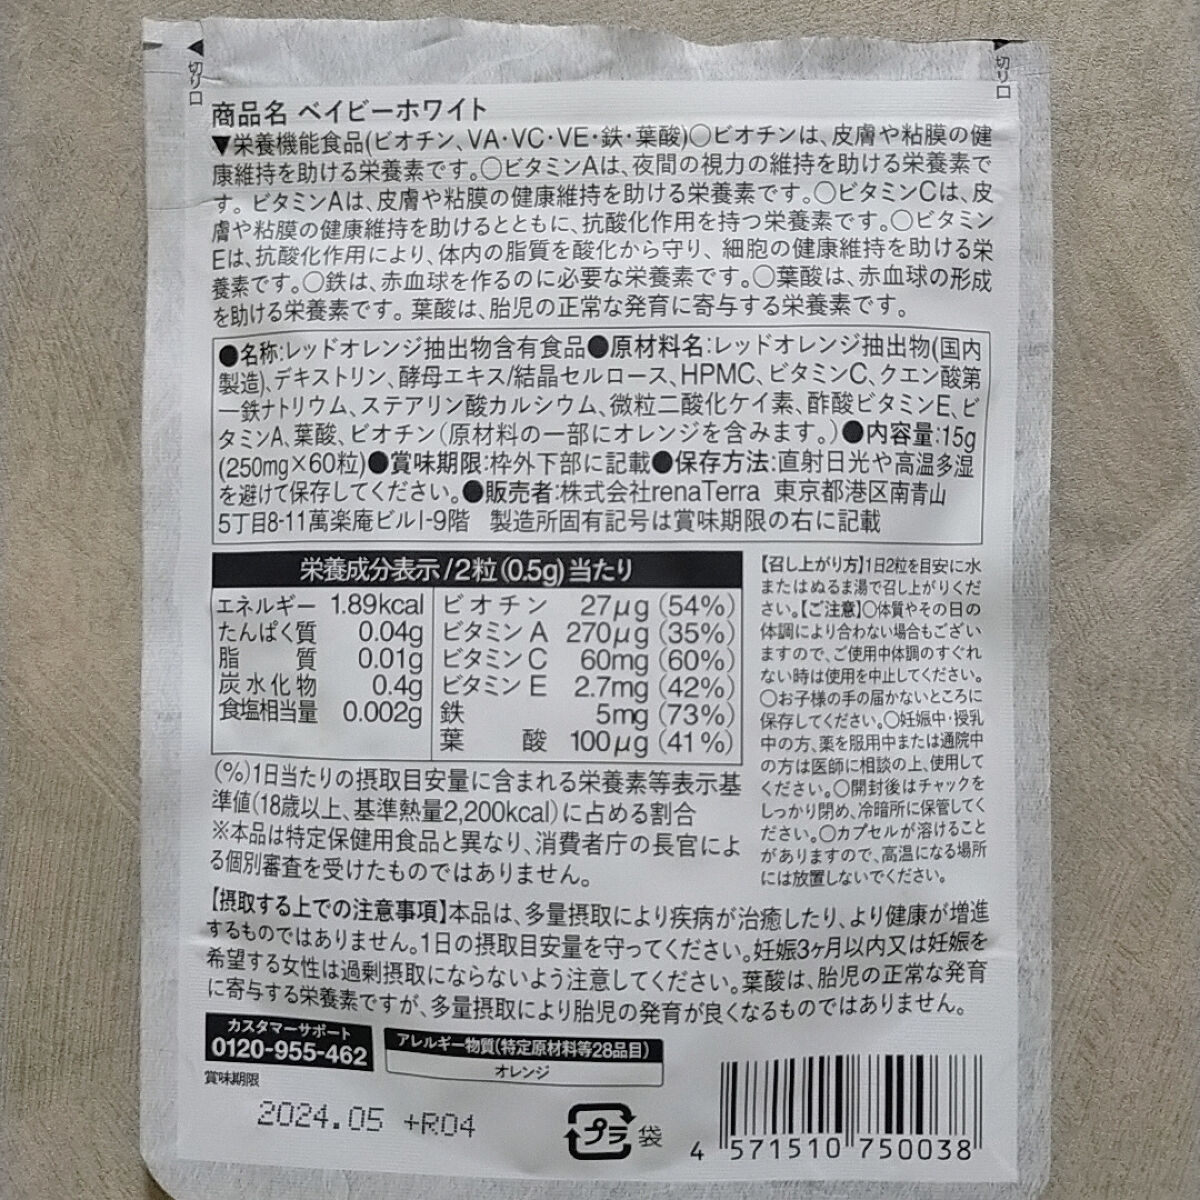 切り口
切り口
商品名 ベイビーホワイト
▼栄養機能食品(ビオチン、VA・VC・VE・鉄・葉酸)○ビオチンは、皮膚や粘膜の健
康維持を助ける栄養素です。○ビタミンAは、夜間の視力の維持を助ける栄養素で
す。ビタミンAは、皮膚や粘膜の健康維持を助ける栄養素です。○ビタミンCは、皮
膚や粘膜の健康維持を助けるとともに、抗酸化作用を持つ栄養素です。○ビタミン
Eは、抗酸化作用により、体内の脂質を酸化から守り、細胞の健康維持を助ける栄
養素です。○鉄は、赤血球を作るのに必要な栄養素です。○葉酸は、赤血球の形成
を助ける栄養素です。葉酸は、胎児の正常な発育に寄与する栄養素です。
●名称:レッドオレンジ抽出物含有食品●原材料名:レッドオレンジ抽出物(国内
製造)、デキストリン、酵母エキス/結晶セルロース、HPMC、ビタミンC、クエン酸第
一鉄ナトリウム、ステアリン酸カルシウム、微粒二酸化ケイ素、酢酸ビタミンE、ビ
タミンA、葉酸、ビオチン(原材料の一部にオレンジを含みます。)●内容量:15g
(250mg×60粒)●賞味期限:枠外下部に記載●保存方法:直射日光や高温多湿
を避けて保存してください。●販売者:株式会社renaTerra 東京都港区南青山
5丁目8-11萬楽庵ビルI-9階 製造所固有記号は賞味期限の右に記載
栄養成分表示/2粒(0.5g)当たり
エネルギー 1.89kcal
たんぱく質 0.04g
脂質 0.01g
炭水化物 0.4g
食塩相当量 0.002g
ビオチン 27μg (54%)
ビタミンA 270μg (35%)
ビタミンC 60mg (60%)
ビタミンE 2.7mg (42%)
鉄 5mg (73%)
葉酸 100μg (41%)
(%)1日当たりの摂取目安量に含まれる栄養素等表示基
準値(18歳以上、基準熱量2,200kcal)に占める割合
※本品は特定保健用食品と異なり、消費者庁の長官によ
る個別審査を受けたものではありません。
【召し上がり方】1日2粒を目安に水
またはぬるま湯で召し上がりくだ
さい。【ご注意】○体質やその日の
体調により合わない場合もござい
ますので、ご使用中体調のすぐれ
ない時は使用を中止してください。
○お子様の手の届かないところに
保存してください。○妊娠中・授乳
中の方、薬を服用中または通院中
の方は医師に相談の上、使用して
ください。○開封後はチャックを
しっかり閉め、冷暗所に保管してく
ださい。○カプセルが溶けること
がありますので、高温になる場所
には放置しないでください。
【摂取する上での注意事項】本品は、多量摂取により疾病が治癒したり、より健康が増進
するものではありません。1日の摂取目安量を守ってください。妊娠3ヶ月以内又は妊娠を
希望する女性は過剰摂取にならないよう注意してください。葉酸は、胎児の正常な発育
に寄与する栄養素ですが、多量摂取により胎児の発育が良くなるものではありません。
カスタマーサポート
0120-955-462
アレルギー物質(特定原材料等28品目)
オレンジ
賞味期限
2024.05 +R04
プラ 袋
4 571510 750038